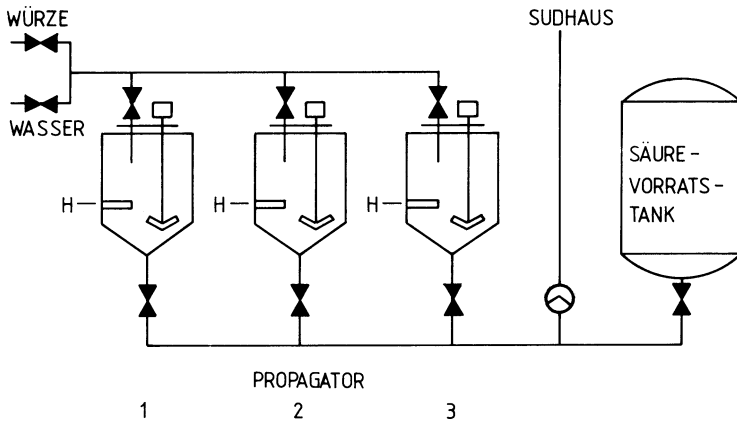 WÜRZE
SUDHAUS
WASSER
SÄURE-
VORRATS-
TANK
H
H
H
PROPAGATOR
1 2 3